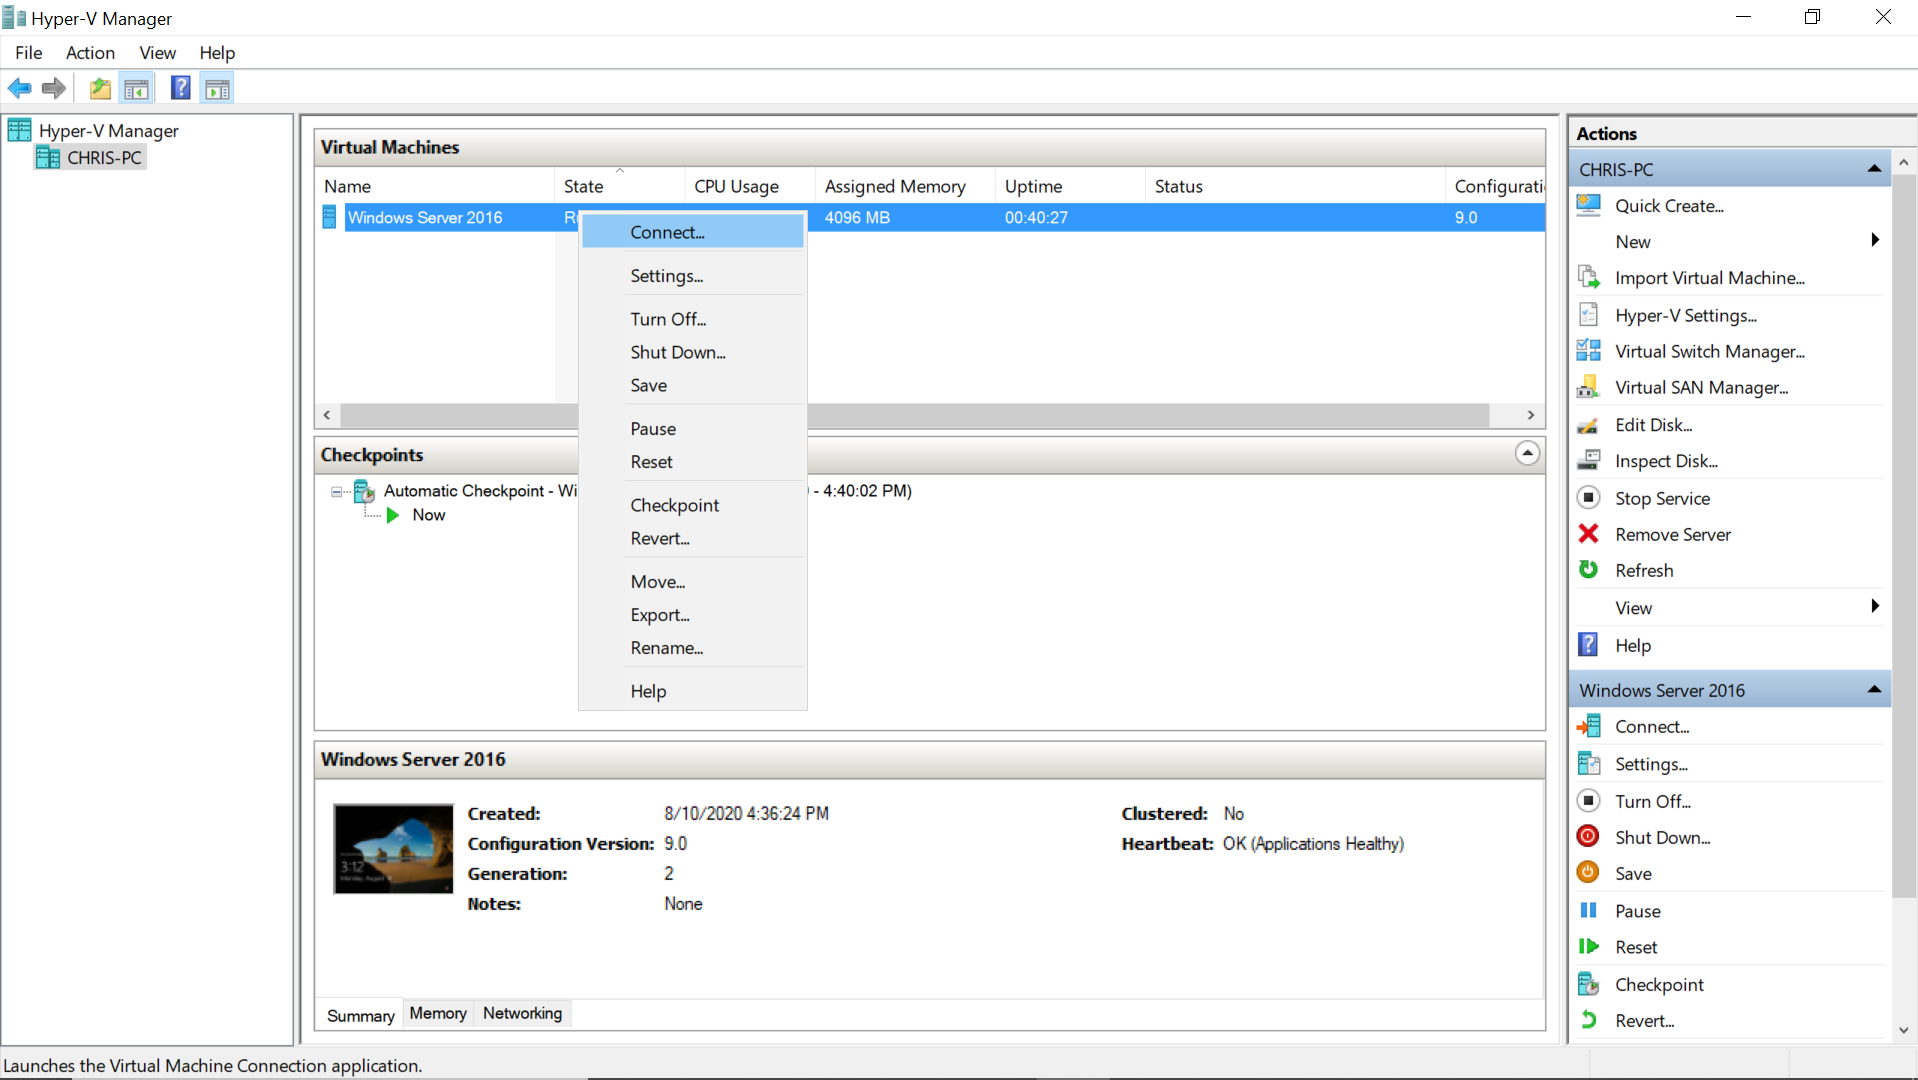 Hyper-V Manager
File Action View Help
Hyper-V Manager
CHRIS-PC
Virtual Machines
Name State CPU Usage Assigned Memory Uptime Status Configurati
Windows Server 2016 4096 MB 00:40:27 9.0
Connect...
Settings...
Turn Off...
Shut Down...
Save
Pause
Reset
Checkpoint
Revert...
Move...
Export...
Rename...
Help
Checkpoints
Automatic Checkpoint - Wi - 4:40:02 PM)
Now
Windows Server 2016
Created: 8/10/2020 4:36:24 PM
Configuration Version: 9.0
Generation: 2
Notes: None
Clustered: No
Heartbeat: OK (Applications Healthy)
3:12
Summary Memory Networking
Actions
CHRIS-PC
Quick Create...
New
Import Virtual Machine...
Hyper-V Settings...
Virtual Switch Manager...
Virtual SAN Manager...
Edit Disk...
Inspect Disk...
Stop Service
Remove Server
Refresh
View
Help
Windows Server 2016
Connect...
Settings...
Turn Off...
Shut Down...
Save
Pause
Reset
Checkpoint
Revert...
Launches the Virtual Machine Connection application.